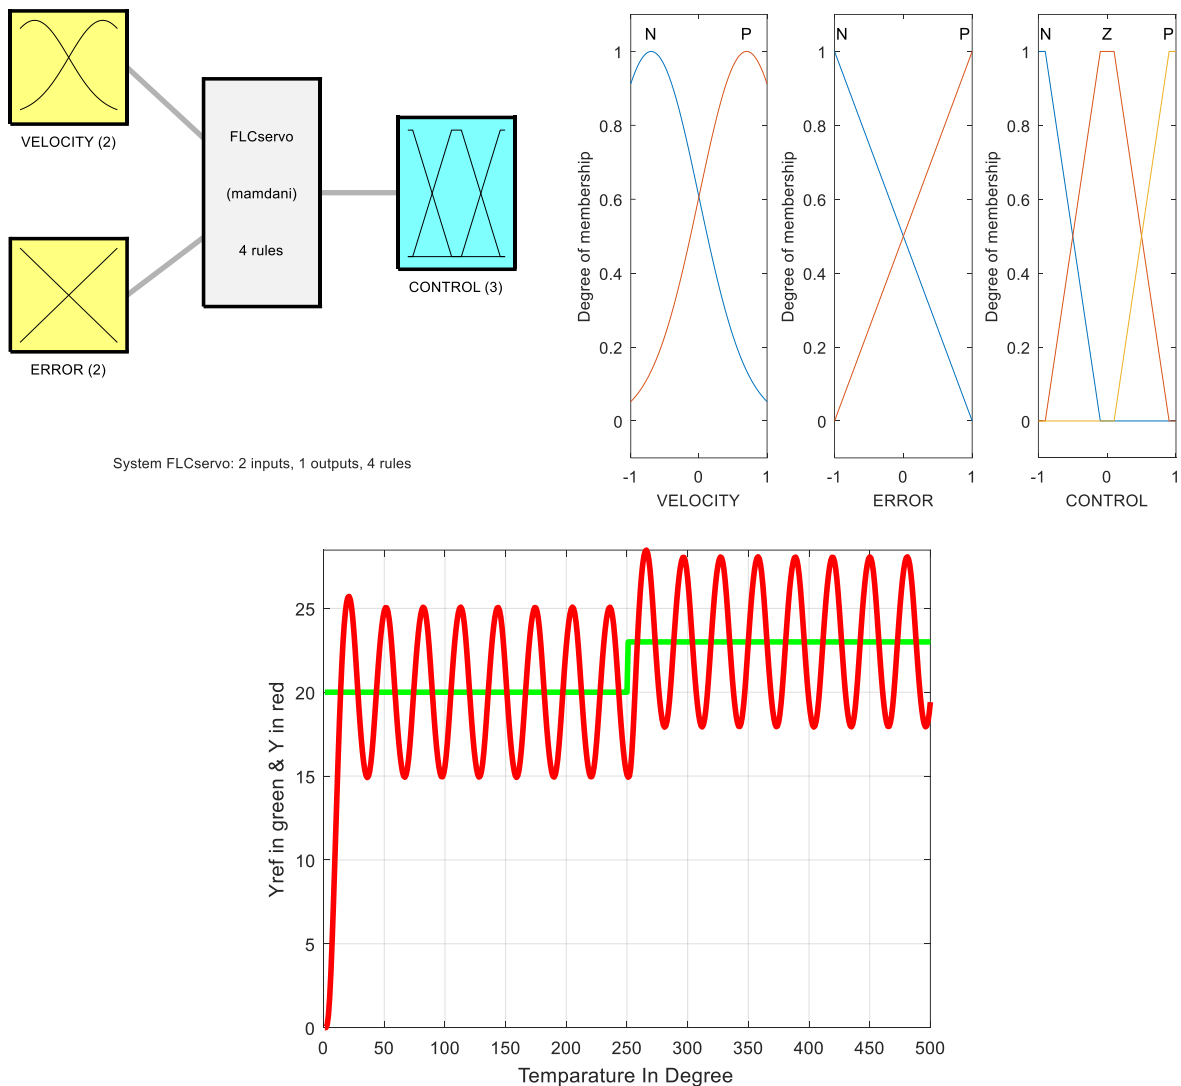 VELOCITY (2)
FLCservo
(mamdani)
4 rules
CONTROL (3)
ERROR (2)
System FLCservo: 2 inputs, 1 outputs, 4 rules
N P
1
0.8
0.6
0.4
0.2
0
Degree of membership
-1 0 1
VELOCITY
N P
1
0.8
0.6
0.4
0.2
0
Degree of membership
-1 0 1
ERROR
N Z P
1
0.8
0.6
0.4
0.2
0
Degree of membership
-1 0 1
CONTROL
25
20
15
10
5
0
Yref in green & Y in red
0 50 100 150 200 250 300 350 400 450 500
Temparature In Degree